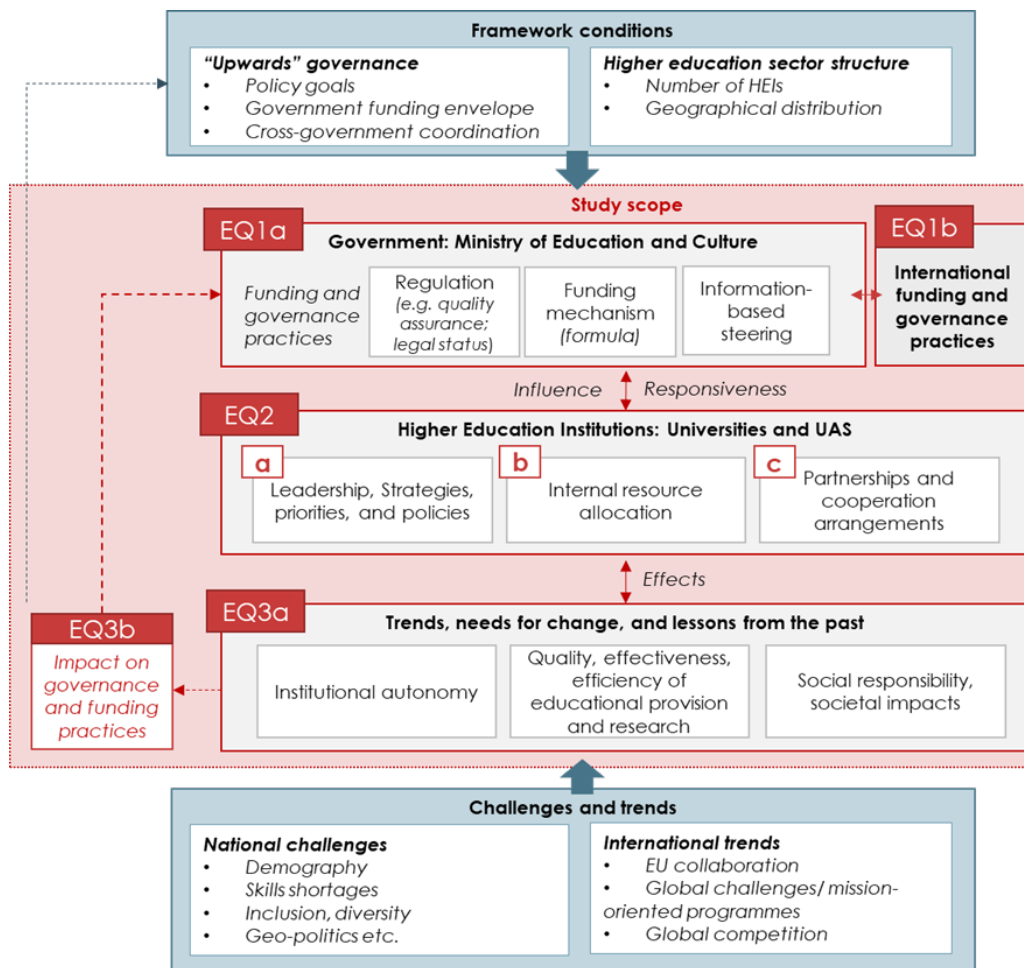 Framework conditions
“Upwards” governance
• Policy goals
• Government funding envelope
• Cross-government coordination
Higher education sector structure
• Number of HEIs
• Geographical distribution
Study scope
EQ1a
Government: Ministry of Education and Culture
Funding and
governance
practices
Regulation
(e.g. quality
assurance;
legal status)
Funding
mechanism
(formula)
Information-
based
steering
EQ1b
International
funding and
governance
practices
Influence
Responsiveness
EQ2
Higher Education Institutions: Universities and UAS
a
Leadership, Strategies,
priorities, and policies
b
Internal resource
allocation
c
Partnerships and
cooperation
arrangements
Effects
EQ3a
Trends, needs for change, and lessons from the past
Institutional autonomy
Quality, effectiveness,
efficiency of
educational provision
and research
Social responsibility,
societal impacts
EQ3b
Impact on
governance
and funding
practices
Challenges and trends
National challenges
• Demography
• Skills shortages
• Inclusion, diversity
• Geo-politics etc.
International trends
• EU collaboration
• Global challenges/ mission-
oriented programmes
• Global competition